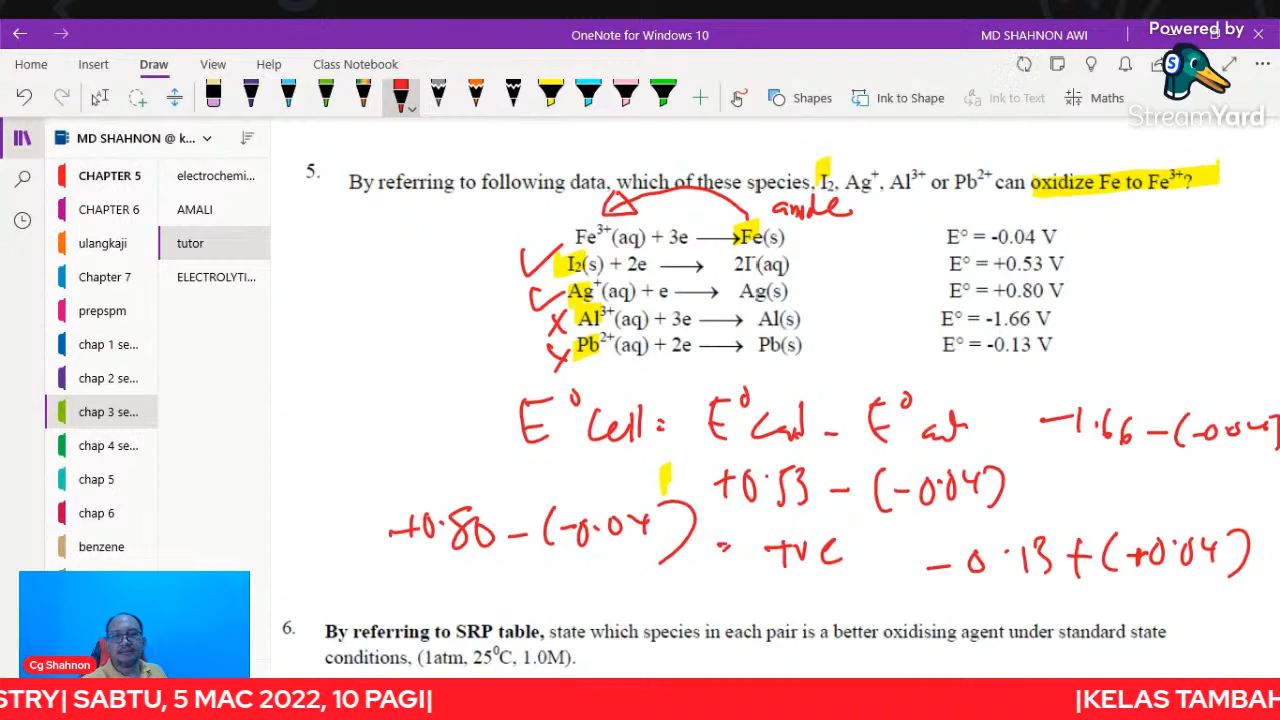 OneNote for Windows 10
MD SHAHNON AWI
Powered by
StreamYard
Home Insert Draw View Help Class Notebook
Shapes Ink to Shape Ink to Text Maths
MD SHAHNON @ k...
CHAPTER 5
CHAPTER 6
ulangkaji
Chapter 7
prepspm
chap 1 se...
chap 2 se...
chap 3 se...
chap 4 se...
chap 5
chap 6
benzene
electrochemi...
AMALI
tutor
ELECTROLYTI...
5.
By referring to following data, which of these species, I₂, Ag⁺, Al³⁺ or Pb²⁺ can oxidize Fe to Fe³⁺?
anode
Fe³⁺(aq) + 3e ⟶ Fe(s) E° = -0.04 V
I₂(s) + 2e ⟶ 2I⁻(aq) E° = +0.53 V
Ag⁺(aq) + e ⟶ Ag(s) E° = +0.80 V
Al³⁺(aq) + 3e ⟶ Al(s) E° = -1.66 V
Pb²⁺(aq) + 2e ⟶ Pb(s) E° = -0.13 V
E° cell = E° cad - E° and
-1.66 - (-0.04)
+0.53 - (-0.04)
+0.80 - (-0.04)
= +ve
-0.13 + (+0.04)
6.
By referring to SRP table, state which species in each pair is a better oxidising agent under standard state
conditions, (1atm, 25⁰C, 1.0M).
Cg Shahnon
STRY| SABTU, 5 MAC 2022, 10 PAGI| |KELAS TAMBAH